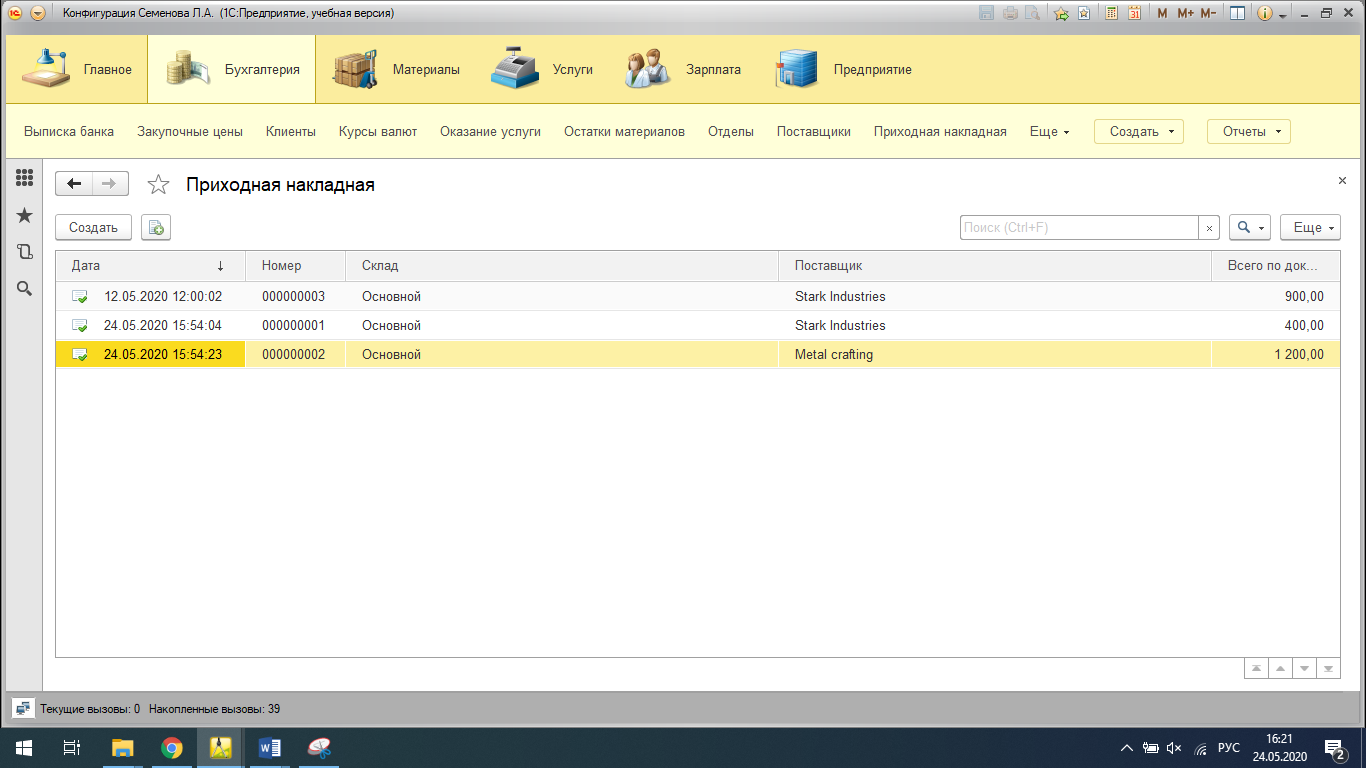 Конфигурация Семенова Л.А. (1С:Предприятие, учебная версия)
M M+ M-
Главное Бухгалтерия Материалы Услуги Зарплата Предприятие
Выписка банка Закупочные цены Клиенты Курсы валют Оказание услуги Остатки материалов Отделы Поставщики Приходная накладная Еще Создать Отчеты
Приходная накладная
Создать Поиск (Ctrl+F) Еще
Дата Номер Склад Поставщик Всего по док...
12.05.2020 12:00:02 000000003 Основной Stark Industries 900,00
24.05.2020 15:54:04 000000001 Основной Stark Industries 400,00
24.05.2020 15:54:23 000000002 Основной Metal crafting 1 200,00
Текущие вызовы: 0 Накопленные вызовы: 39
16:21
РУС
24.05.2020
2